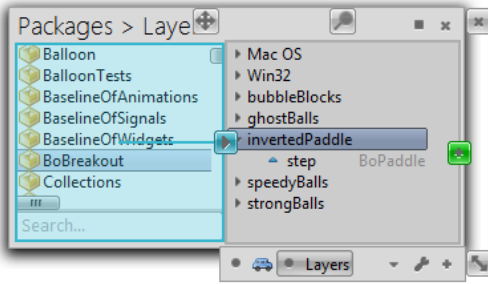 Packages > Laye
Balloon
BalloonTests
BaselineOfAnimations
BaselineOfSignals
BaselineOfWidgets
BoBreakout
Collections
Search...
Mac OS
Win32
bubbleBlocks
ghostBalls
invertedPaddle
step BoPaddle
speedyBalls
strongBalls
Layers